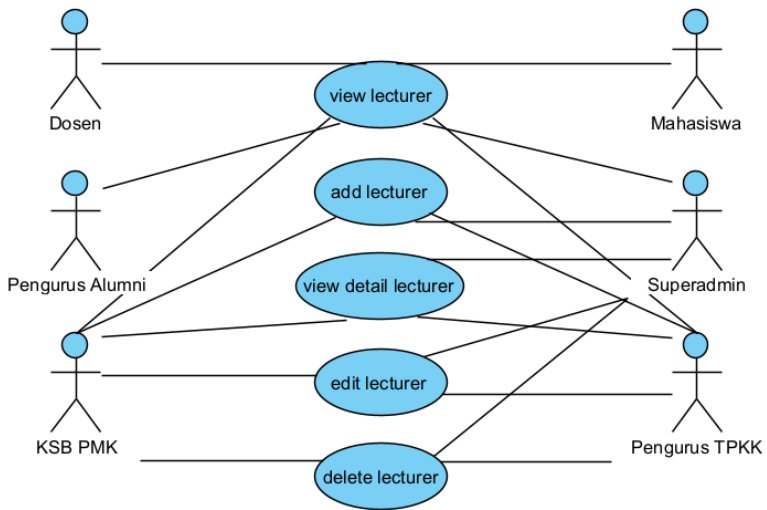 Dosen
view lecturer
Mahasiswa
add lecturer
Pengurus Alumni
view detail lecturer
Superadmin
edit lecturer
KSB PMK
Pengurus TPKK
delete lecturer